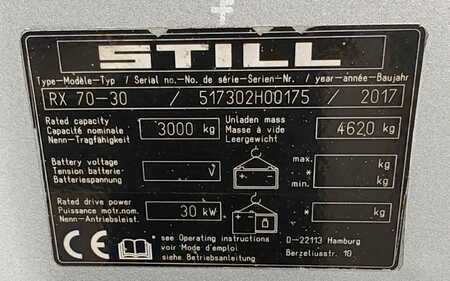 STILL
Type-Modèle-Typ / Serial no.-No. de série-Serien-Nr. / year-année-Baujahr
RX 70-30 / 517302H00175 / 2017
Rated capacity
Capacité nominale
Nenn-Tragfähigkeit
3000 kg
Unladen mass
Masse à vide
Leergewicht
4620 kg
Battery voltage
Tension batterie
Batteriespannung
V
max. kg
*
min. kg
Rated drive power
Puissance motr.nom.
Nenn-Antriebsleist.
30 kW
* kg
CE
* see Operating instructions
voir Mode d'emploi
siehe Betriebsanleitung
D-22113 Hamburg
Berzeliusstr. 10